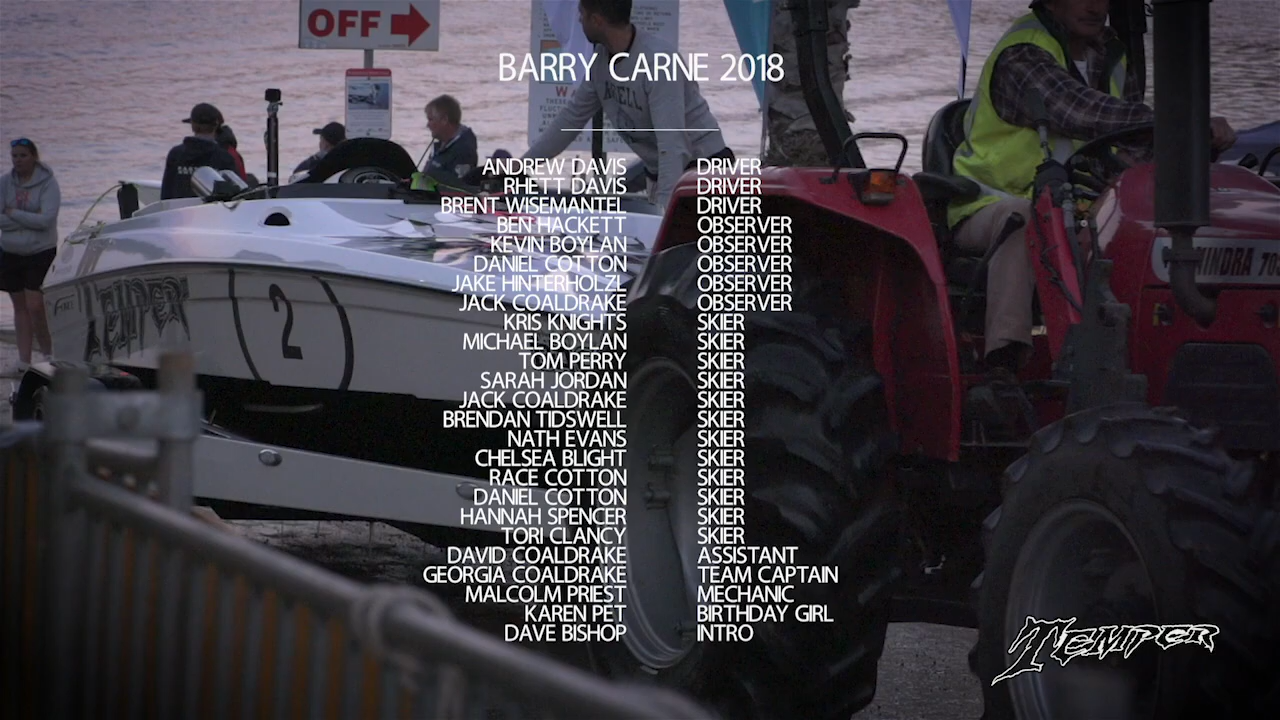 OFF
BARRY CARNE 2018
ANDREW DAVIS DRIVER
RHETT DAVIS DRIVER
BRENT WISEMANTEL DRIVER
BEN HACKETT OBSERVER
KEVIN BOYLAN OBSERVER
DANIEL COTTON OBSERVER
JAKE HINTERHOLZL OBSERVER
JACK COALDRAKE OBSERVER
KRIS KNIGHTS SKIER
MICHAEL BOYLAN SKIER
TOM PERRY SKIER
SARAH JORDAN SKIER
JACK COALDRAKE SKIER
BRENDAN TIDSWELL SKIER
NATH EVANS SKIER
CHELSEA BLIGHT SKIER
RACE COTTON SKIER
DANIEL COTTON SKIER
HANNAH SPENCER SKIER
TORI CLANCY SKIER
DAVID COALDRAKE ASSISTANT
GEORGIA COALDRAKE TEAM CAPTAIN
MALCOLM PRIEST MECHANIC
KAREN PET BIRTHDAY GIRL
DAVE BISHOP INTRO
TEMPER
2
TEMPER